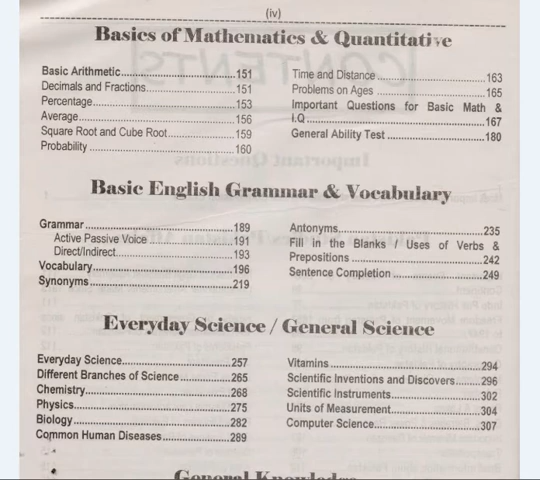 (iv)
Basics of Mathematics & Quantitative
Basic Arithmetic...151
Decimals and Fractions...151
Percentage...153
Average...156
Square Root and Cube Root...159
Probability...160
Time and Distance...163
Problems on Ages...165
Important Questions for Basic Math &
I.Q...167
General Ability Test...180
Basic English Grammar & Vocabulary
Grammar...189
Active Passive Voice...191
Direct/Indirect...193
Vocabulary...196
Synonyms...219
Antonyms...235
Fill in the Blanks / Uses of Verbs &
Prepositions...242
Sentence Completion...249
Everyday Science / General Science
Everyday Science...257
Different Branches of Science...265
Chemistry...268
Physics...275
Biology...282
Common Human Diseases...289
Vitamins...294
Scientific Inventions and Discovers...296
Scientific Instruments...302
Units of Measurement...304
Computer Science...307
General Knowledge